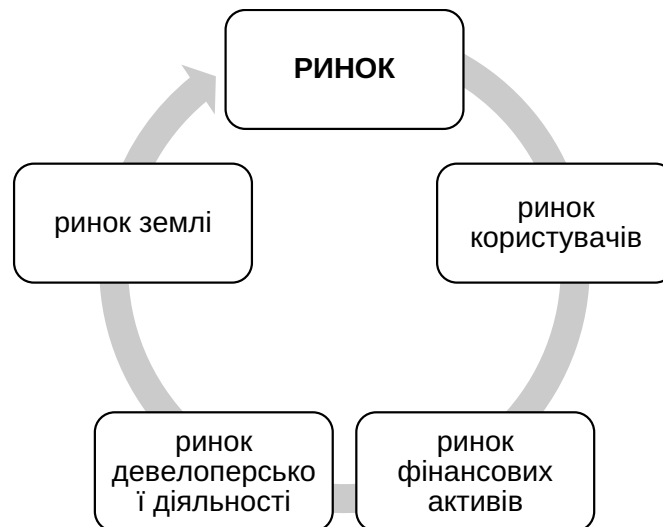 РИНОК
ринок
користувачів
ринок
фінансових
активів
ринок
девелоперсько
ї діяльності
ринок землі